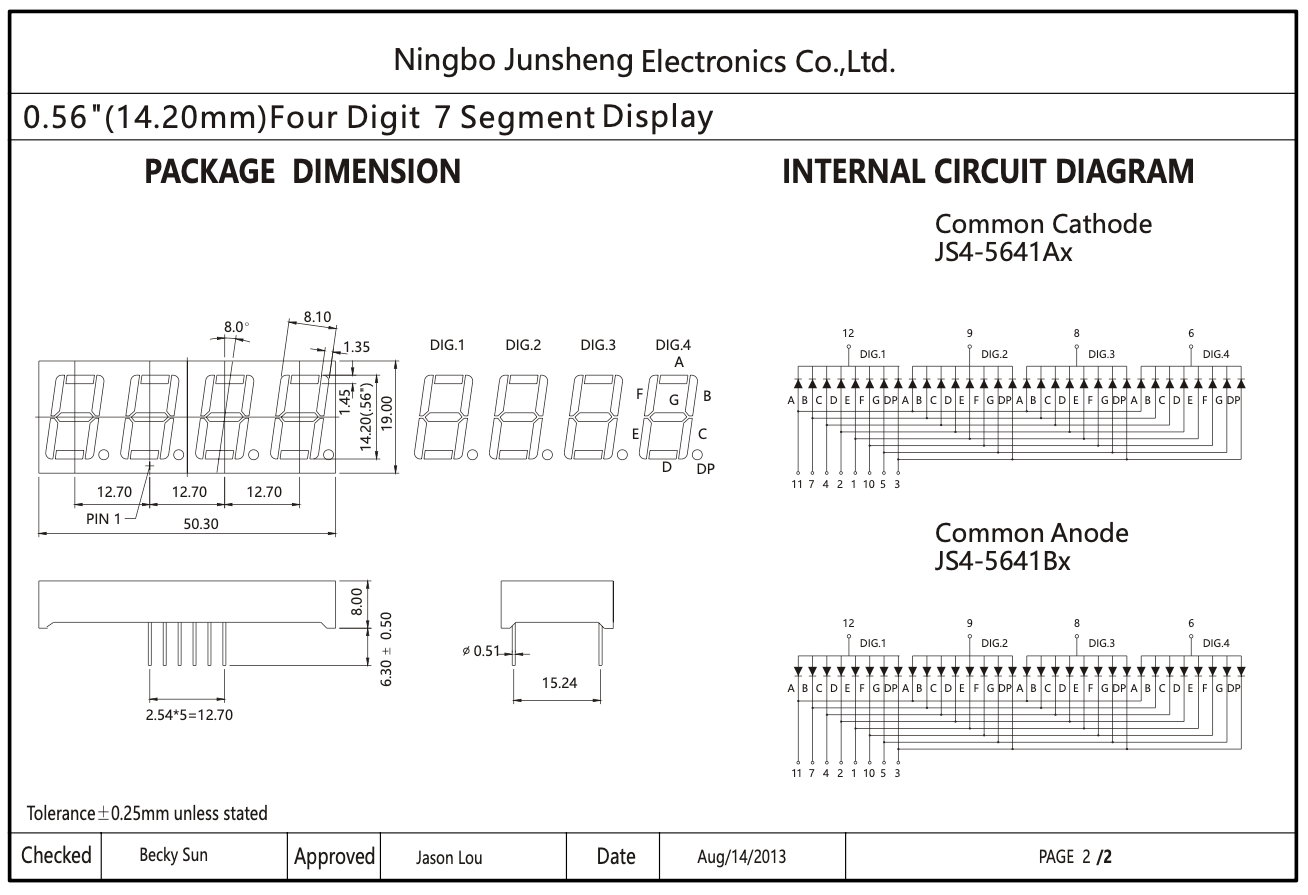 Ningbo Junsheng Electronics Co.,Ltd.
0.56"(14.20mm)Four Digit 7 Segment Display
PACKAGE DIMENSION
8.0°
8.10
1.35
1.45
14.20(.56")
19.00
12.70 12.70 12.70
PIN 1
50.30
DIG.1 DIG.2 DIG.3 DIG.4
A
F B
G
E C
D DP
8.00
6.30 ± 0.50
2.54*5=12.70
ø 0.51
15.24
INTERNAL CIRCUIT DIAGRAM
Common Cathode
JS4-5641Ax
12 9 8 6
DIG.1 DIG.2 DIG.3 DIG.4
A B C D E F G DP A B C D E F G DP A B C D E F G DP A B C D E F G DP
11 7 4 2 1 10 5 3
Common Anode
JS4-5641Bx
12 9 8 6
DIG.1 DIG.2 DIG.3 DIG.4
A B C D E F G DP A B C D E F G DP A B C D E F G DP A B C D E F G DP
11 7 4 2 1 10 5 3
Tolerance±0.25mm unless stated
Checked Becky Sun Approved Jason Lou Date Aug/14/2013 PAGE 2 /2